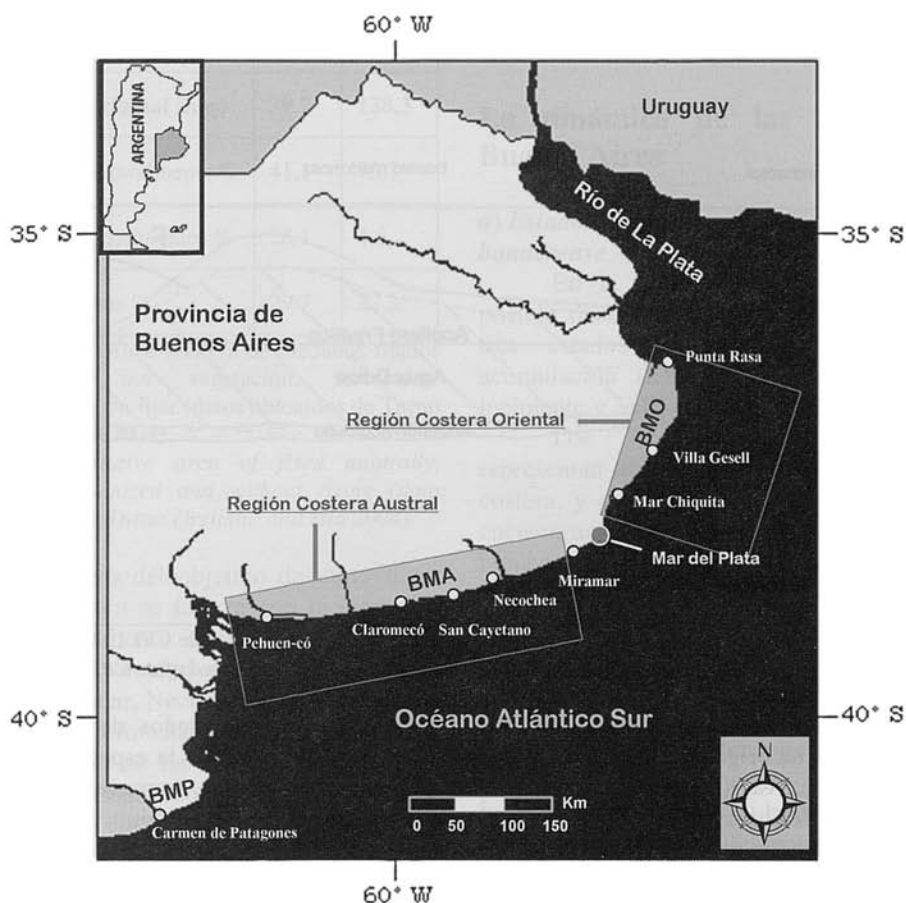 60° W
ARGENTINA
Uruguay
Río de La Plata
35° S
35° S
Provincia de
Buenos Aires
Punta Rasa
Región Costera Oriental
BMO
Villa Gesell
Mar Chiquita
Región Costera Austral
Mar del Plata
BMA
Miramar
Necochea
Claromecó
San Cayetano
Pehuen-có
40° S
Océano Atlántico Sur
40° S
N
BMP
Km
0 50 100 150
Carmen de Patagones
60° W